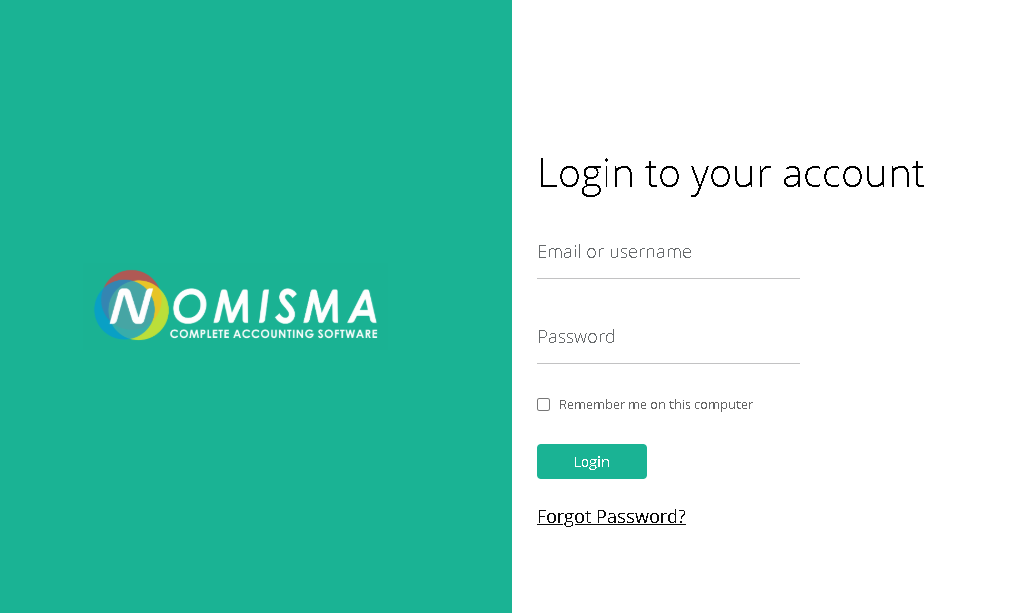 NOMISMA
COMPLETE ACCOUNTING SOFTWARE
Login to your account
Email or username
Password
Remember me on this computer
Login
Forgot Password?